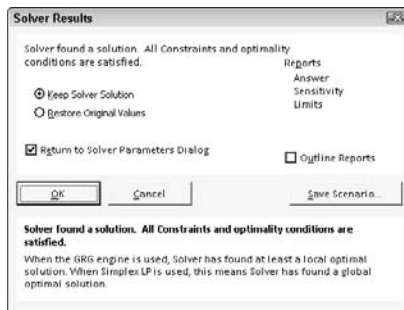 Solver Results
Solver found a solution. All Constraints and optimality
conditions are satisfied.
Reports
Answer
Sensitivity
Limits
Keep Solver Solution
Restore Original Values
Return to Solver Parameters Dialog
Outline Reports
OK
Cancel
Save Scenario...
Solver found a solution. All Constraints and optimality conditions are
satisfied.
When the GRG engine is used, Solver has found at least a local optimal
solution. When Simplex LP is used, this means Solver has found a global
optimal solution.